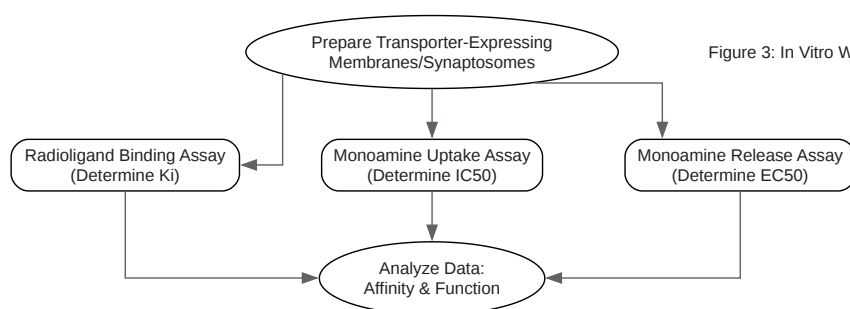 Prepare Transporter-Expressing
Membranes/Synaptosomes
Figure 3: In Vitro
Radioligand Binding Assay
(Determine Ki)
Monoamine Uptake Assay
(Determine IC50)
Monoamine Release Assay
(Determine EC50)
Analyze Data:
Affinity & Function